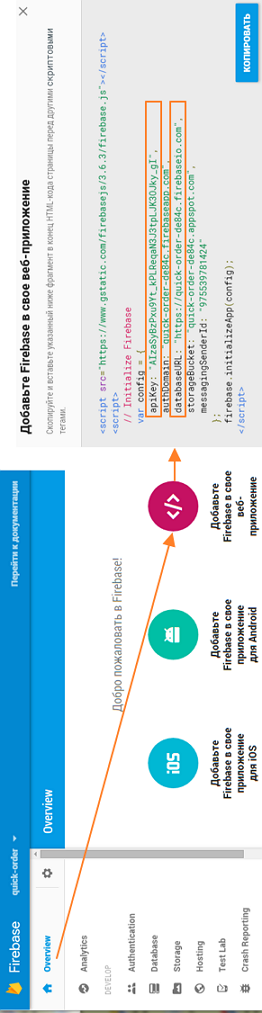 Firebase
quick-order
Перейти к документации
Overview
Analytics
DEVELOP
Authentication
Database
Storage
Hosting
Test Lab
Crash Reporting
Overview
Добро пожаловать в Firebase!
iOS
Добавьте
Firebase в свое
приложение
для iOS
Добавьте
Firebase в свое
приложение
для Android
</>
Добавьте
Firebase в свое
веб-
приложение
Добавьте Firebase в свое веб-приложение
Скопируйте и вставьте указанный ниже фрагмент в конец HTML-кода страницы перед другими скриптовыми
тегами.
<script src="https://www.gstatic.com/firebasejs/3.6.3/firebase.js"></script>
<script>
// Initialize Firebase
var config = {
apiKey: "AIzaSyBzPxu9Yt_kPLReqaN3J3tpLJK3OJky_gI",
authDomain: "quick-order-de84c.firebaseapp.com",
databaseURL: "https://quick-order-de84c.firebaseio.com",
storageBucket: "quick-order-de84c.appspot.com",
messagingSenderId: "975539781424"
};
firebase.initializeApp(config);
</script>
КОПИРОВАТЬ